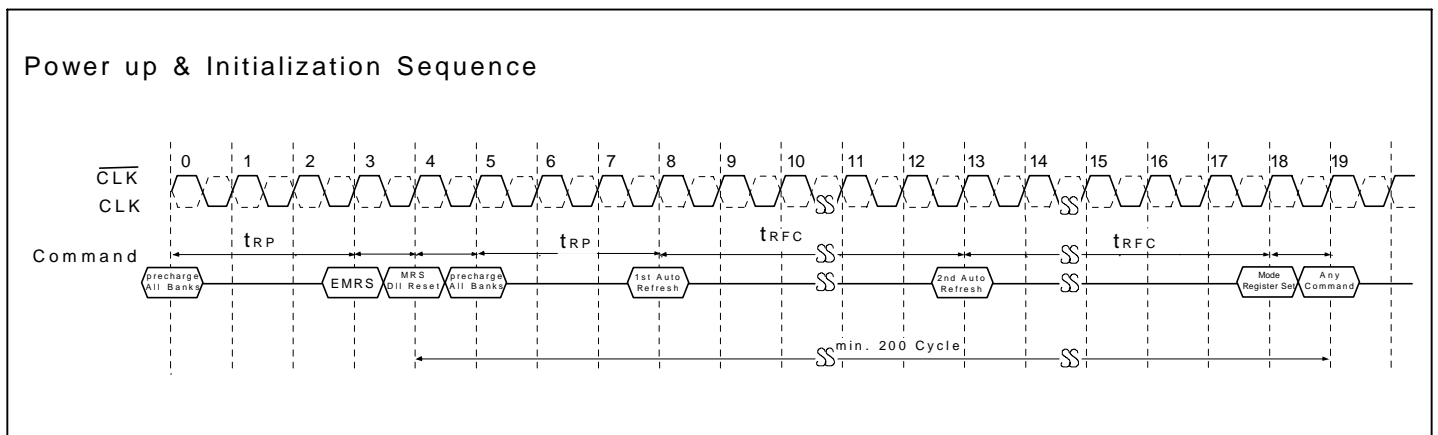 Power up & Initialization Sequence
0 1 2 3 4 5 6 7 8 9 10 11 12 13 14 15 16 17 18 19
CLK
CLK
tRP tRP tRFC tRFC
Command
precharge All Banks
EMRS
MRS Dll Reset
precharge All Banks
1st Auto Refresh
2nd Auto Refresh
Mode Register Set
Any Command
min. 200 Cycle